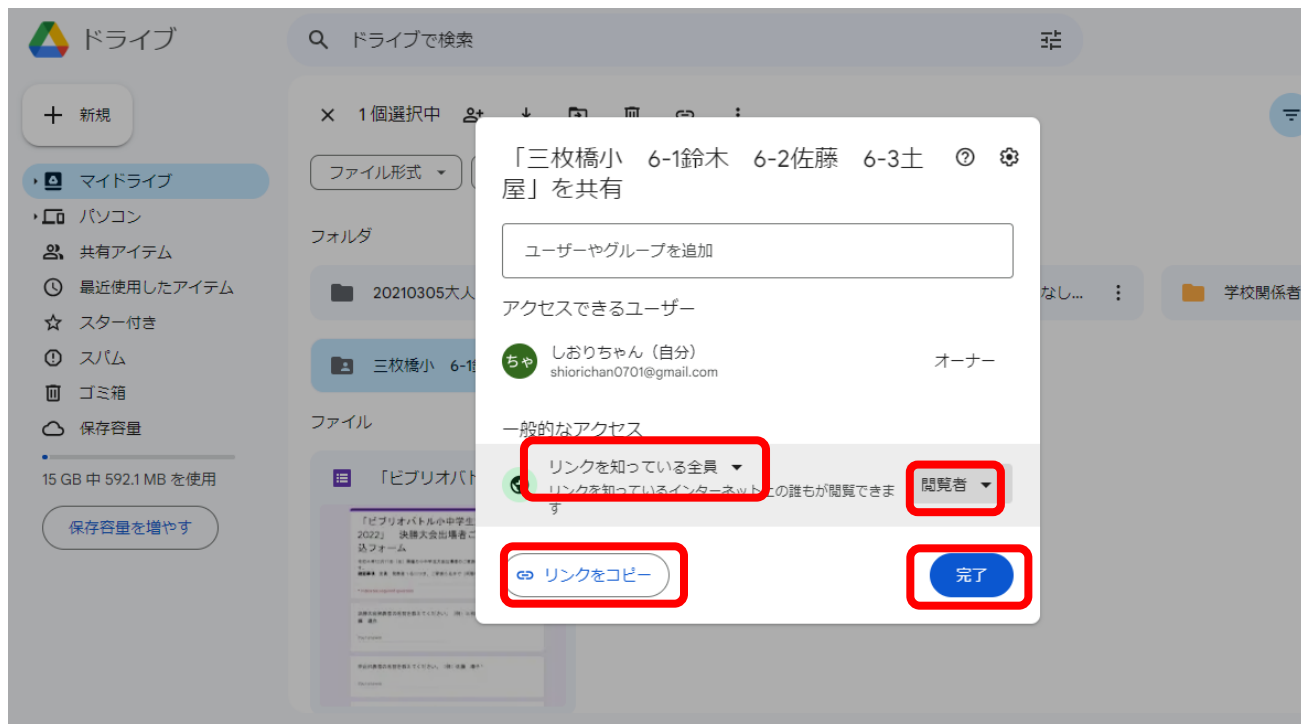 ドライブ
ドライブで検索
新規
1個選択中
マイドライブ
パソコン
共有アイテム
最近使用したアイテム
スター付き
スパム
ゴミ箱
保存容量
15 GB 中 592.1 MB を使用
保存容量を増やす
ファイル形式
フォルダ
20210305大人
なし...
学校関係者
三枚橋小 6-1
ファイル
「ビブリオバト
「ビブリオバトル小中学生
2022」 決勝大会出場者ご
込フォーム
「三枚橋小 6-1鈴木 6-2佐藤 6-3土
屋」を共有
ユーザーやグループを追加
アクセスできるユーザー
ちゃ
しおりちゃん（自分）
shiorichan0701@gmail.com
オーナー
一般的なアクセス
リンクを知っている全員
リンクを知っているインターネット上の誰もが閲覧できま
す
閲覧者
リンクをコピー
完了